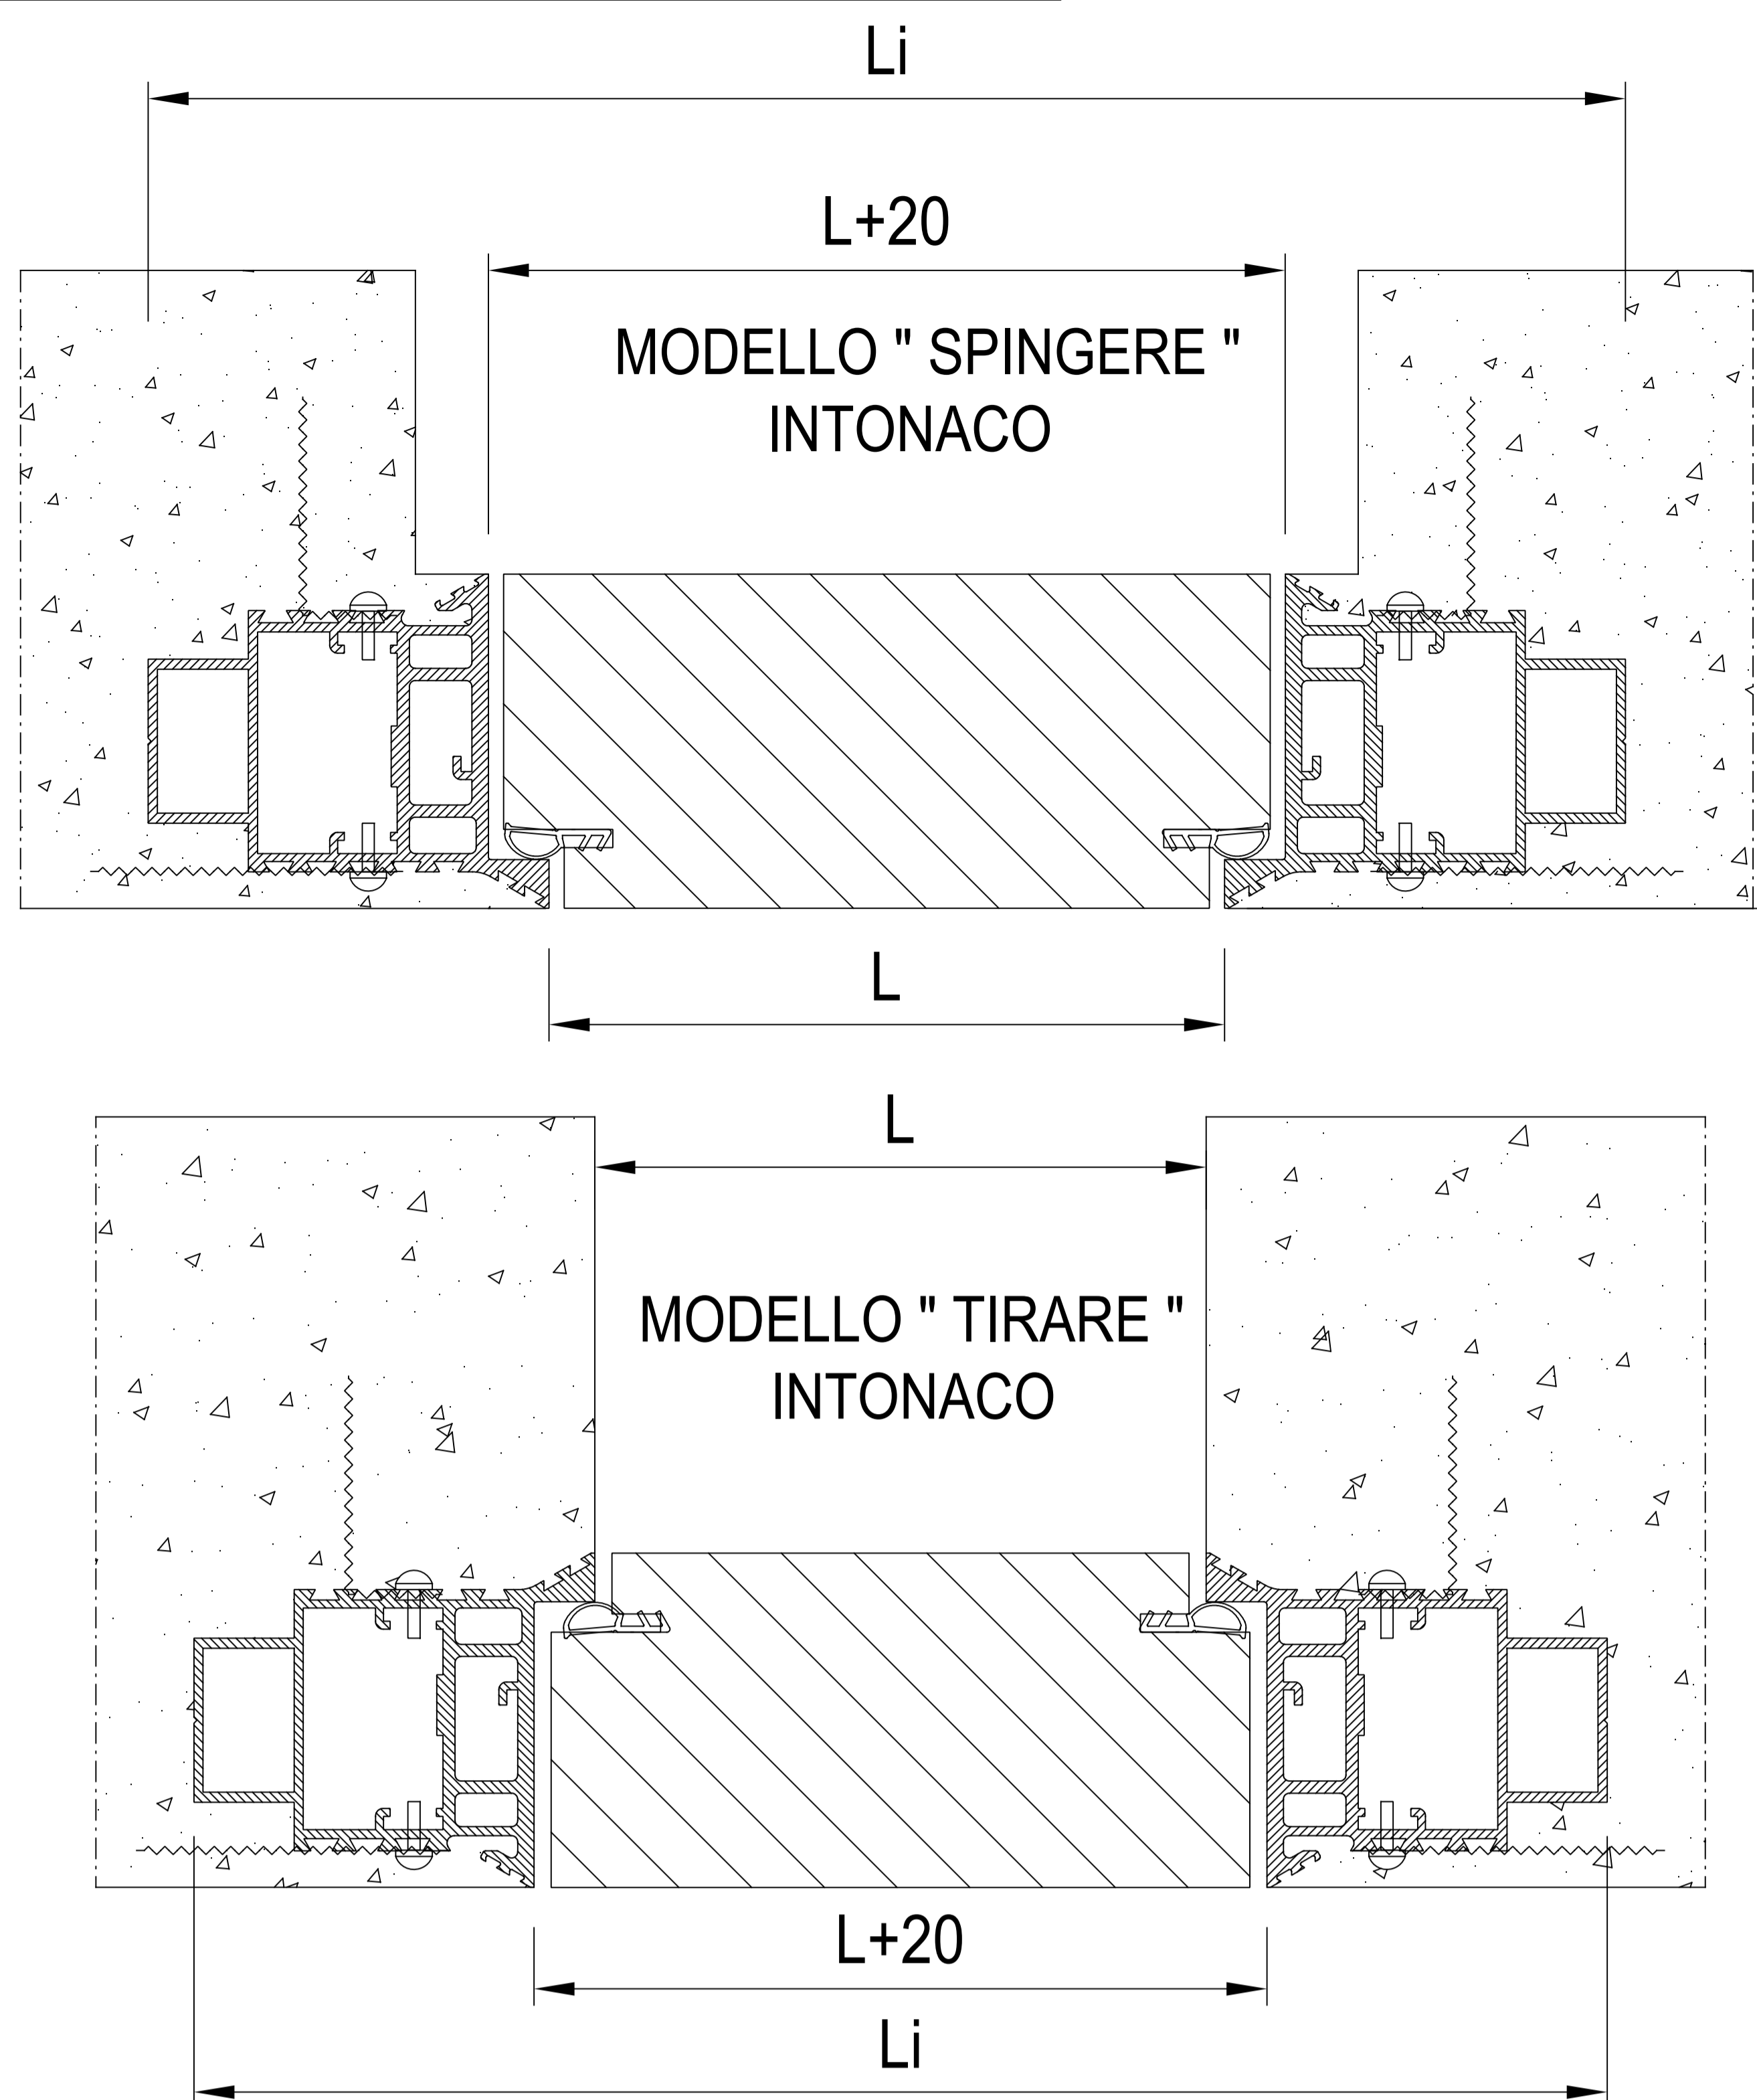 Li
L+20
MODELLO " SPINGERE "
INTONACO
L
L
MODELLO " TIRARE "
INTONACO
L+20
Li